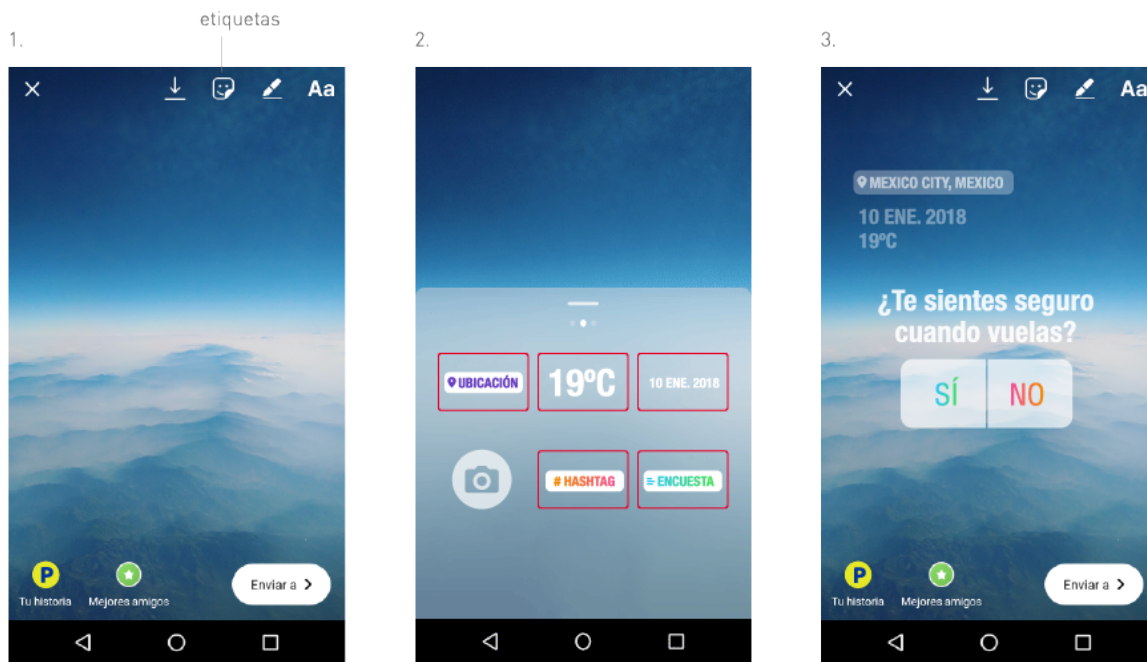 etiquetas
1.
2.
3.
Aa
Aa
MEXICO CITY, MEXICO
10 ENE. 2018
19ºC
¿Te sientes seguro
cuando vuelas?
SÍ NO
UBICACIÓN 19ºC 10 ENE. 2018
# HASHTAG ENCUESTA
P
Tu historia Mejores amigos Enviar a >
P
Tu historia Mejores amigos Enviar a >